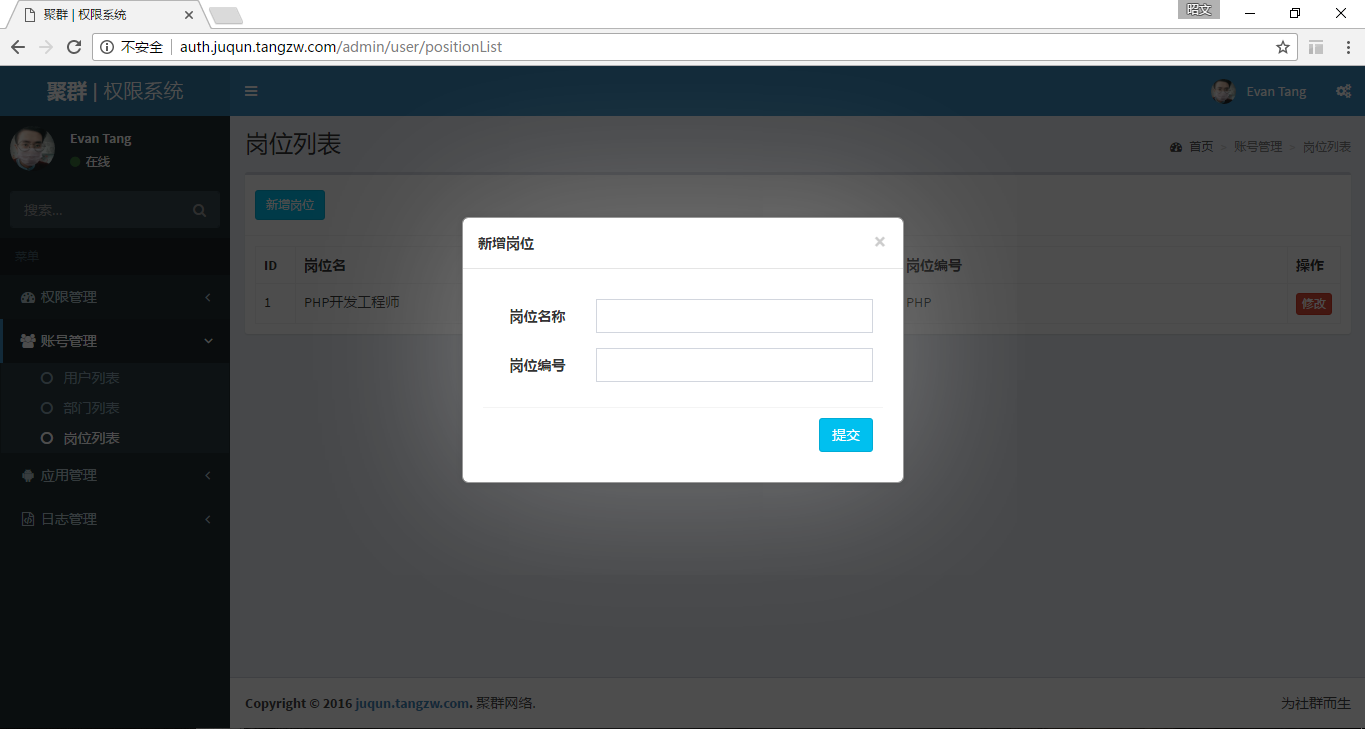 聚群 | 权限系统
昭文
不安全
auth.juqun.tangzw.com/admin/user/positionList
聚群 | 权限系统
Evan Tang
Evan Tang
在线
搜索...
菜单
权限管理
账号管理
用户列表
部门列表
岗位列表
应用管理
日志管理
岗位列表
首页 > 账号管理 > 岗位列表
新增岗位
ID 岗位名 岗位编号 操作
1 PHP开发工程师 PHP 修改
新增岗位 ×
岗位名称
岗位编号
提交
Copyright © 2016 juqun.tangzw.com. 聚群网络. 为社群而生